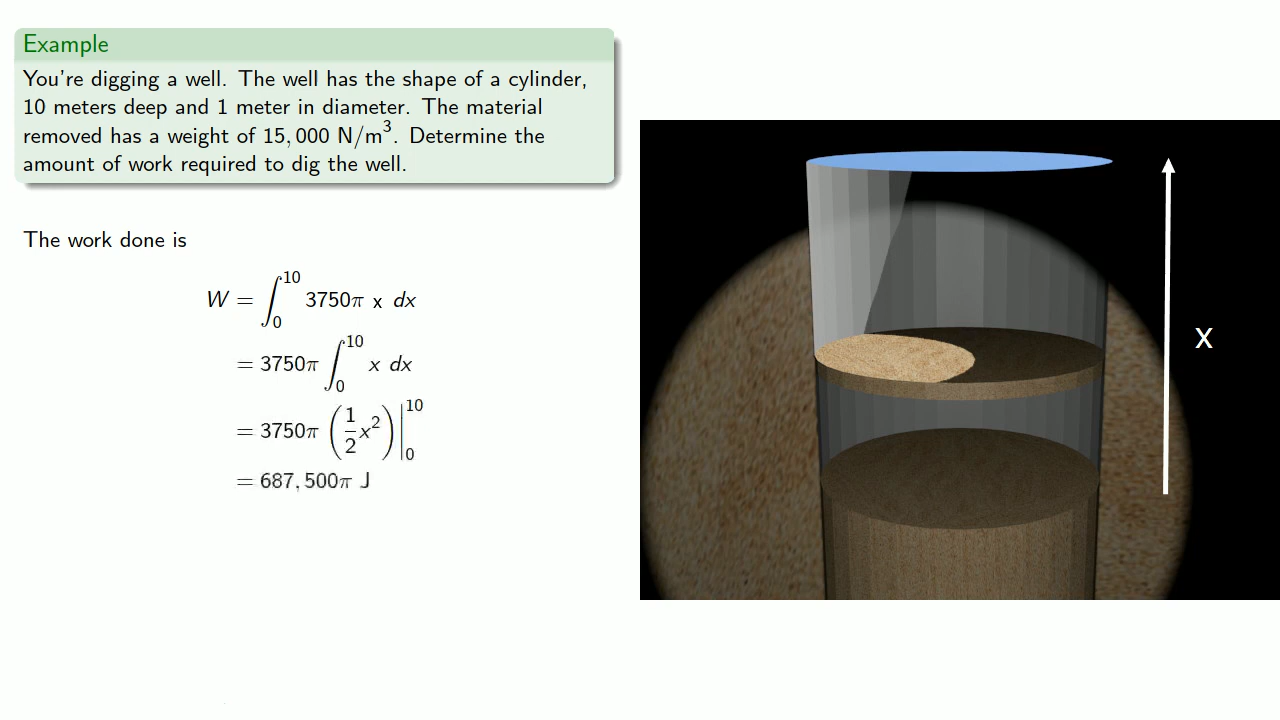 Example
You're digging a well. The well has the shape of a cylinder,
10 meters deep and 1 meter in diameter. The material
removed has a weight of 15,000 N/m³. Determine the
amount of work required to dig the well.
The work done is
W = ∫₀¹⁰ 3750π x dx
= 3750π ∫₀¹⁰ x dx
= 3750π (1/2 x²) |₀¹⁰
= 687,500π J
x